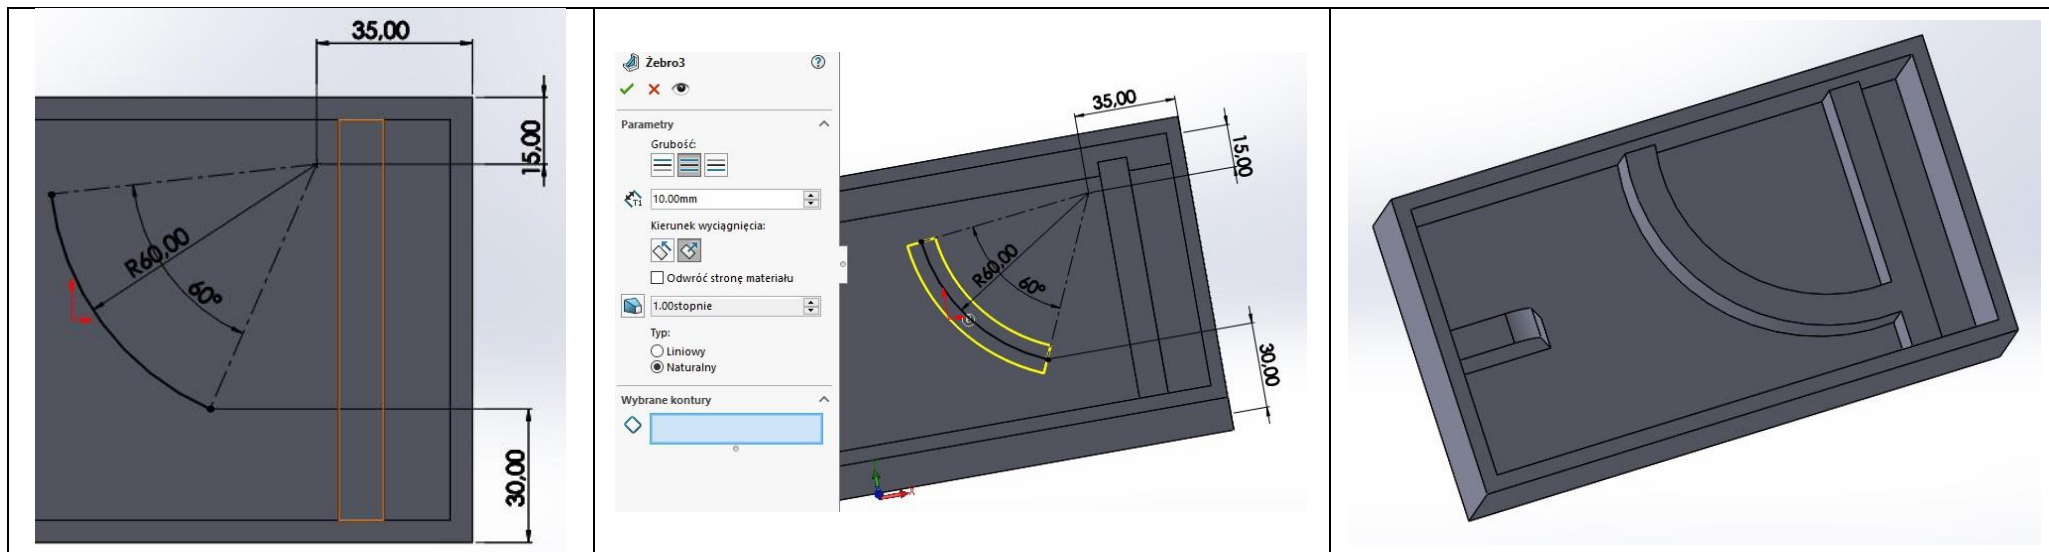 35,00
15,00
R60,00
60°
30,00
Żebro3
Parametry
Grubość:
T1
10.00mm
Kierunek wyciągnięcia:
Odwróć stronę materiału
1.00stopnie
Typ:
Liniowy
Naturalny
Wybrane kontury
35,00
15,00
R60,00
60°
30,00
X